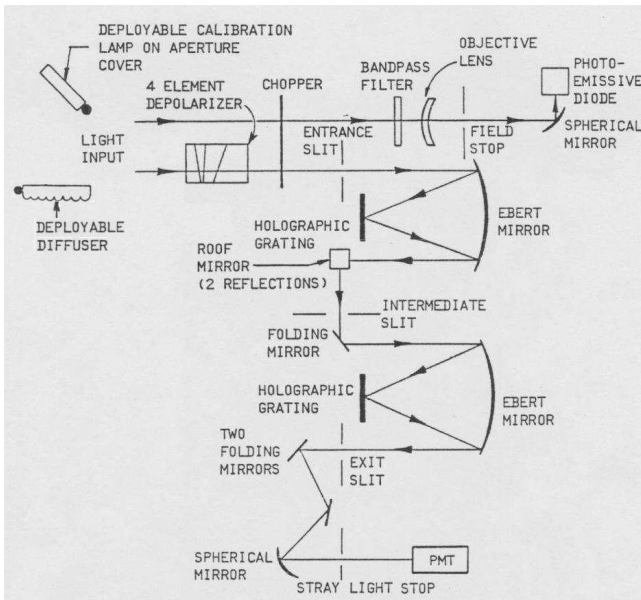 DEPLOYABLE CALIBRATION
LAMP ON APERTURE
COVER
4 ELEMENT
DEPOLARIZER
CHOPPER
BANDPASS
FILTER
OBJECTIVE
LENS
PHOTO-
EMISSIVE
DIODE
LIGHT
INPUT
ENTRANCE
SLIT
FIELD
STOP
SPHERICAL
MIRROR
DEPLOYABLE
DIFFUSER
HOLOGRAPHIC
GRATING
EBERT
MIRROR
ROOF
MIRROR
(2 REFLECTIONS)
INTERMEDIATE
SLIT
FOLDING
MIRROR
HOLOGRAPHIC
GRATING
EBERT
MIRROR
TWO
FOLDING
MIRRORS
EXIT
SLIT
SPHERICAL
MIRROR
PMT
STRAY LIGHT STOP